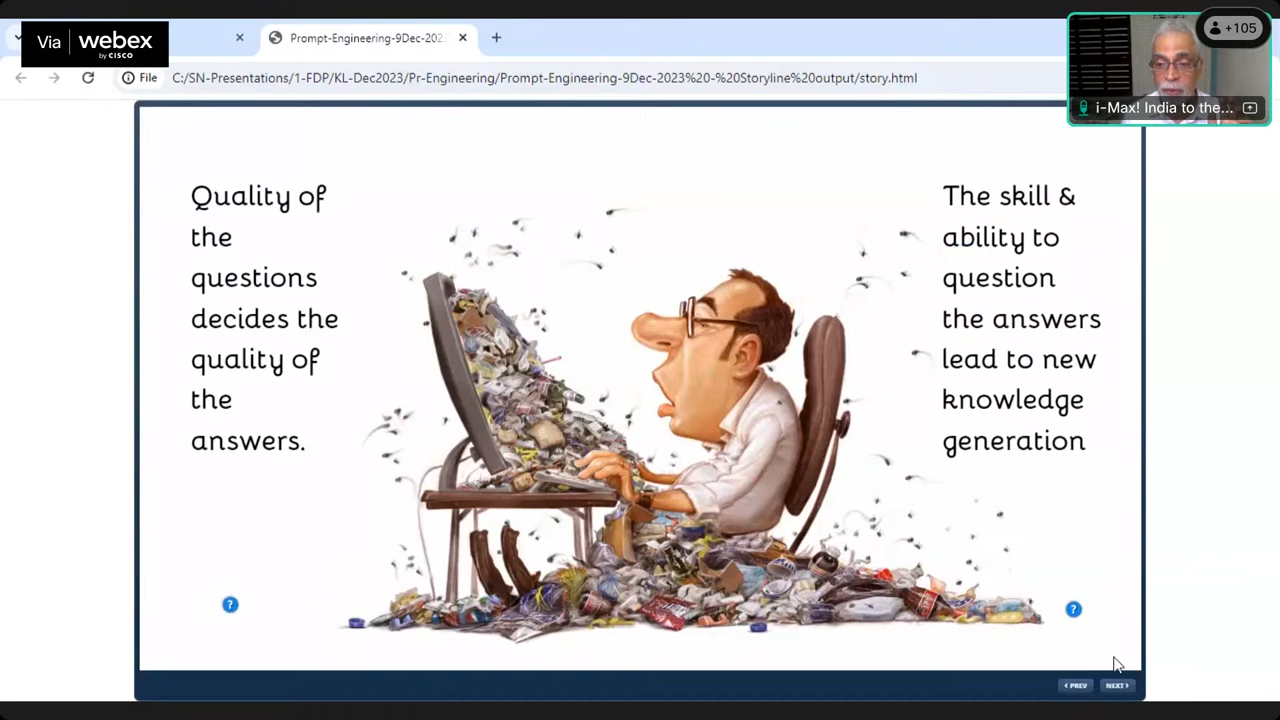 Via webex
by CISCO
Prompt-Engineering-9Dec-202
+105
File C:/SN-Presentations/1-FDP/KL-Dec2023/PF-Engineering/Prompt-Engineering-9Dec-2023%20-%20Storyline%20output/story.html
i-Max! India to the...
Quality of
the
questions
decides the
quality of
the
answers.
The skill &
ability to
question
the answers
lead to new
knowledge
generation
?
?
< PREV
NEXT >